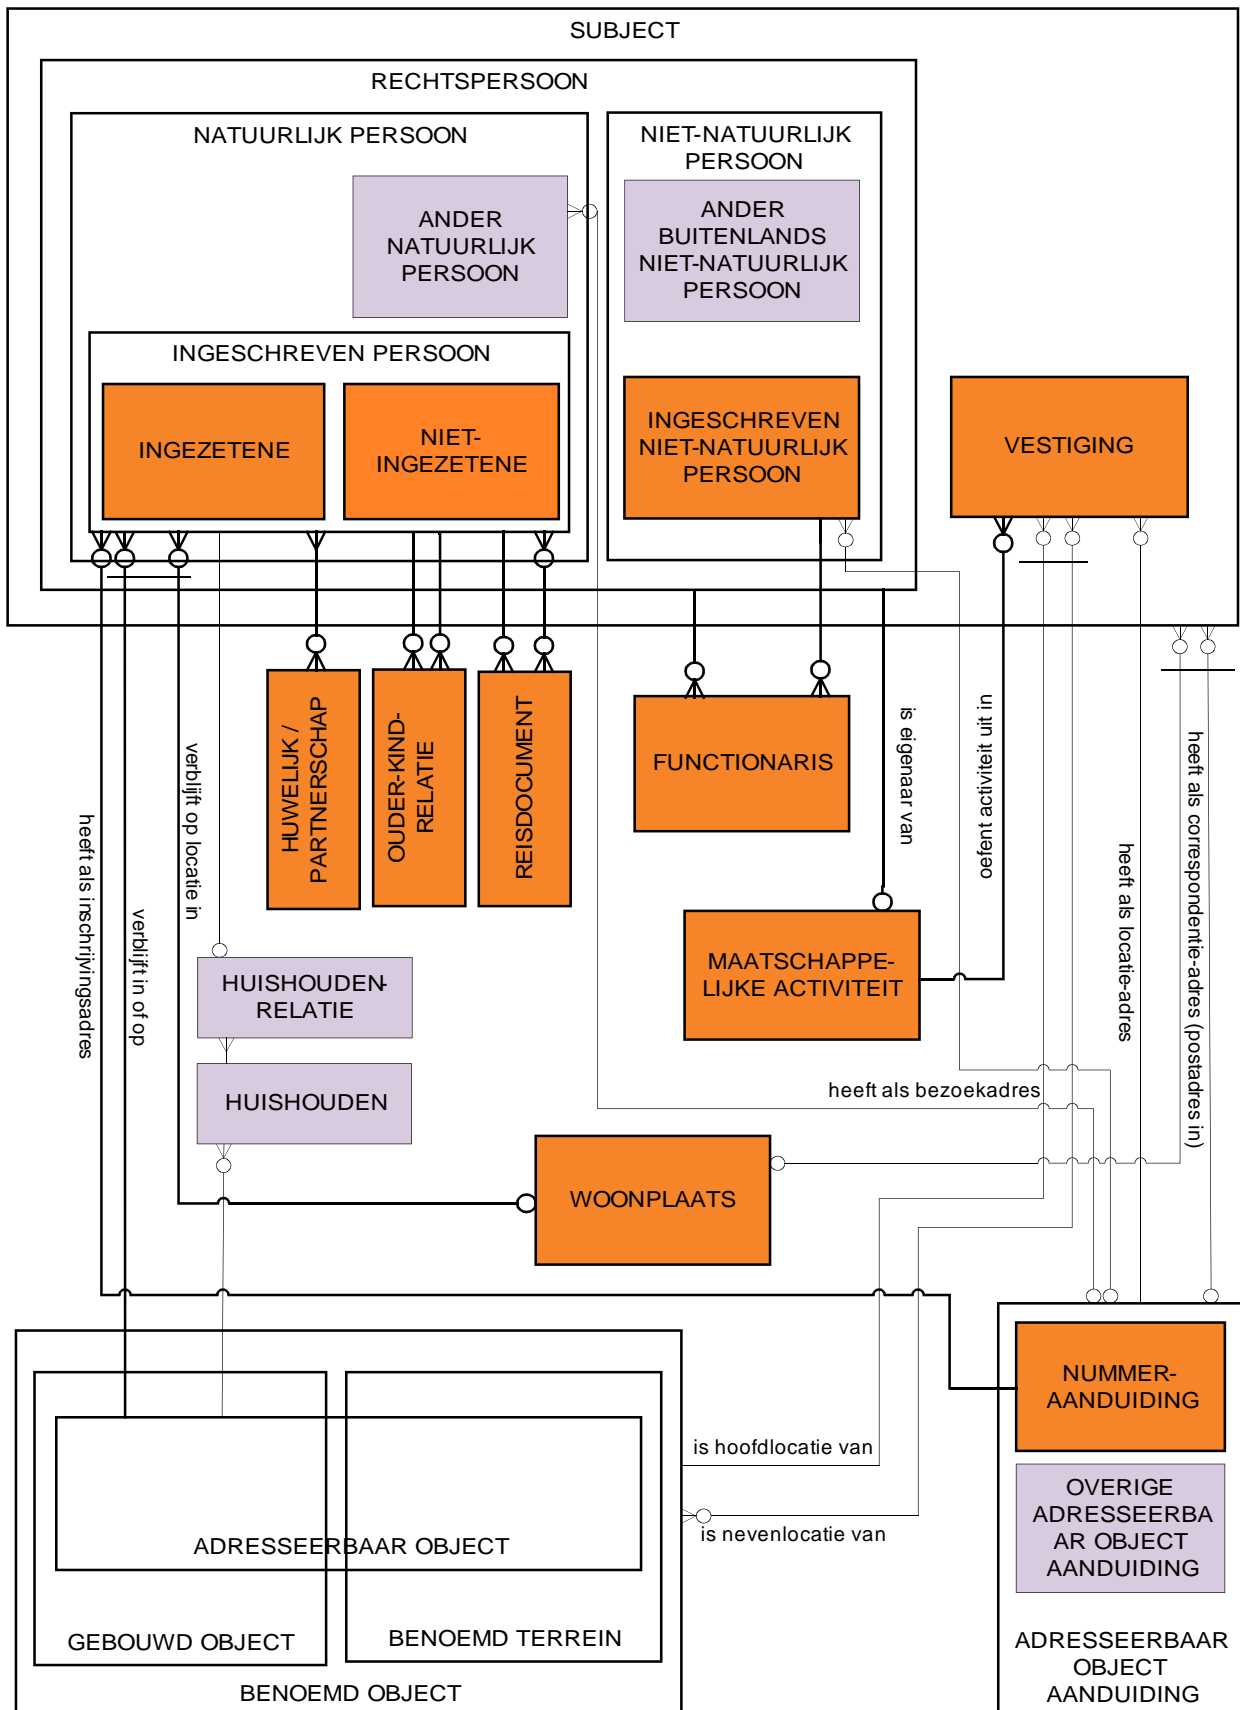 SUBJECT
RECHTSPERSOON
NATUURLIJK PERSOON
NIET-NATUURLIJK
PERSOON
ANDER
NATUURLIJK
PERSOON
ANDER
BUITENLANDS
NIET-NATUURLIJK
PERSOON
INGESCHREVEN PERSOON
INGEZETENE
NIET-
INGEZETENE
INGESCHREVEN
NIET-NATUURLIJK
PERSOON
VESTIGING
HUWELIJK /
PARTNERSCHAP
OUDER-KIND-
RELATIE
REISDOCUMENT
FUNCTIONARIS
is eigenaar van
oefent activiteit uit in
heeft als locatie-adres
heeft als correspondentie-adres (postadres in)
heeft als inschrijvingsadres
verblijft in of op
verblijft op locatie in
MAATSCHAPPE-
LIJKE ACTIVITEIT
HUISHOUDEN-
RELATIE
HUISHOUDEN
heeft als bezoekadres
WOONPLAATS
NUMMER-
AANDUIDING
is hoofdlocatie van
is nevenlocatie van
OVERIGE
ADRESSEERBA
AR OBJECT
AANDUIDING
ADRESSEERBAAR OBJECT
GEBOUWD OBJECT
BENOEMD TERREIN
BENOEMD OBJECT
ADRESSEERBAAR
OBJECT
AANDUIDING